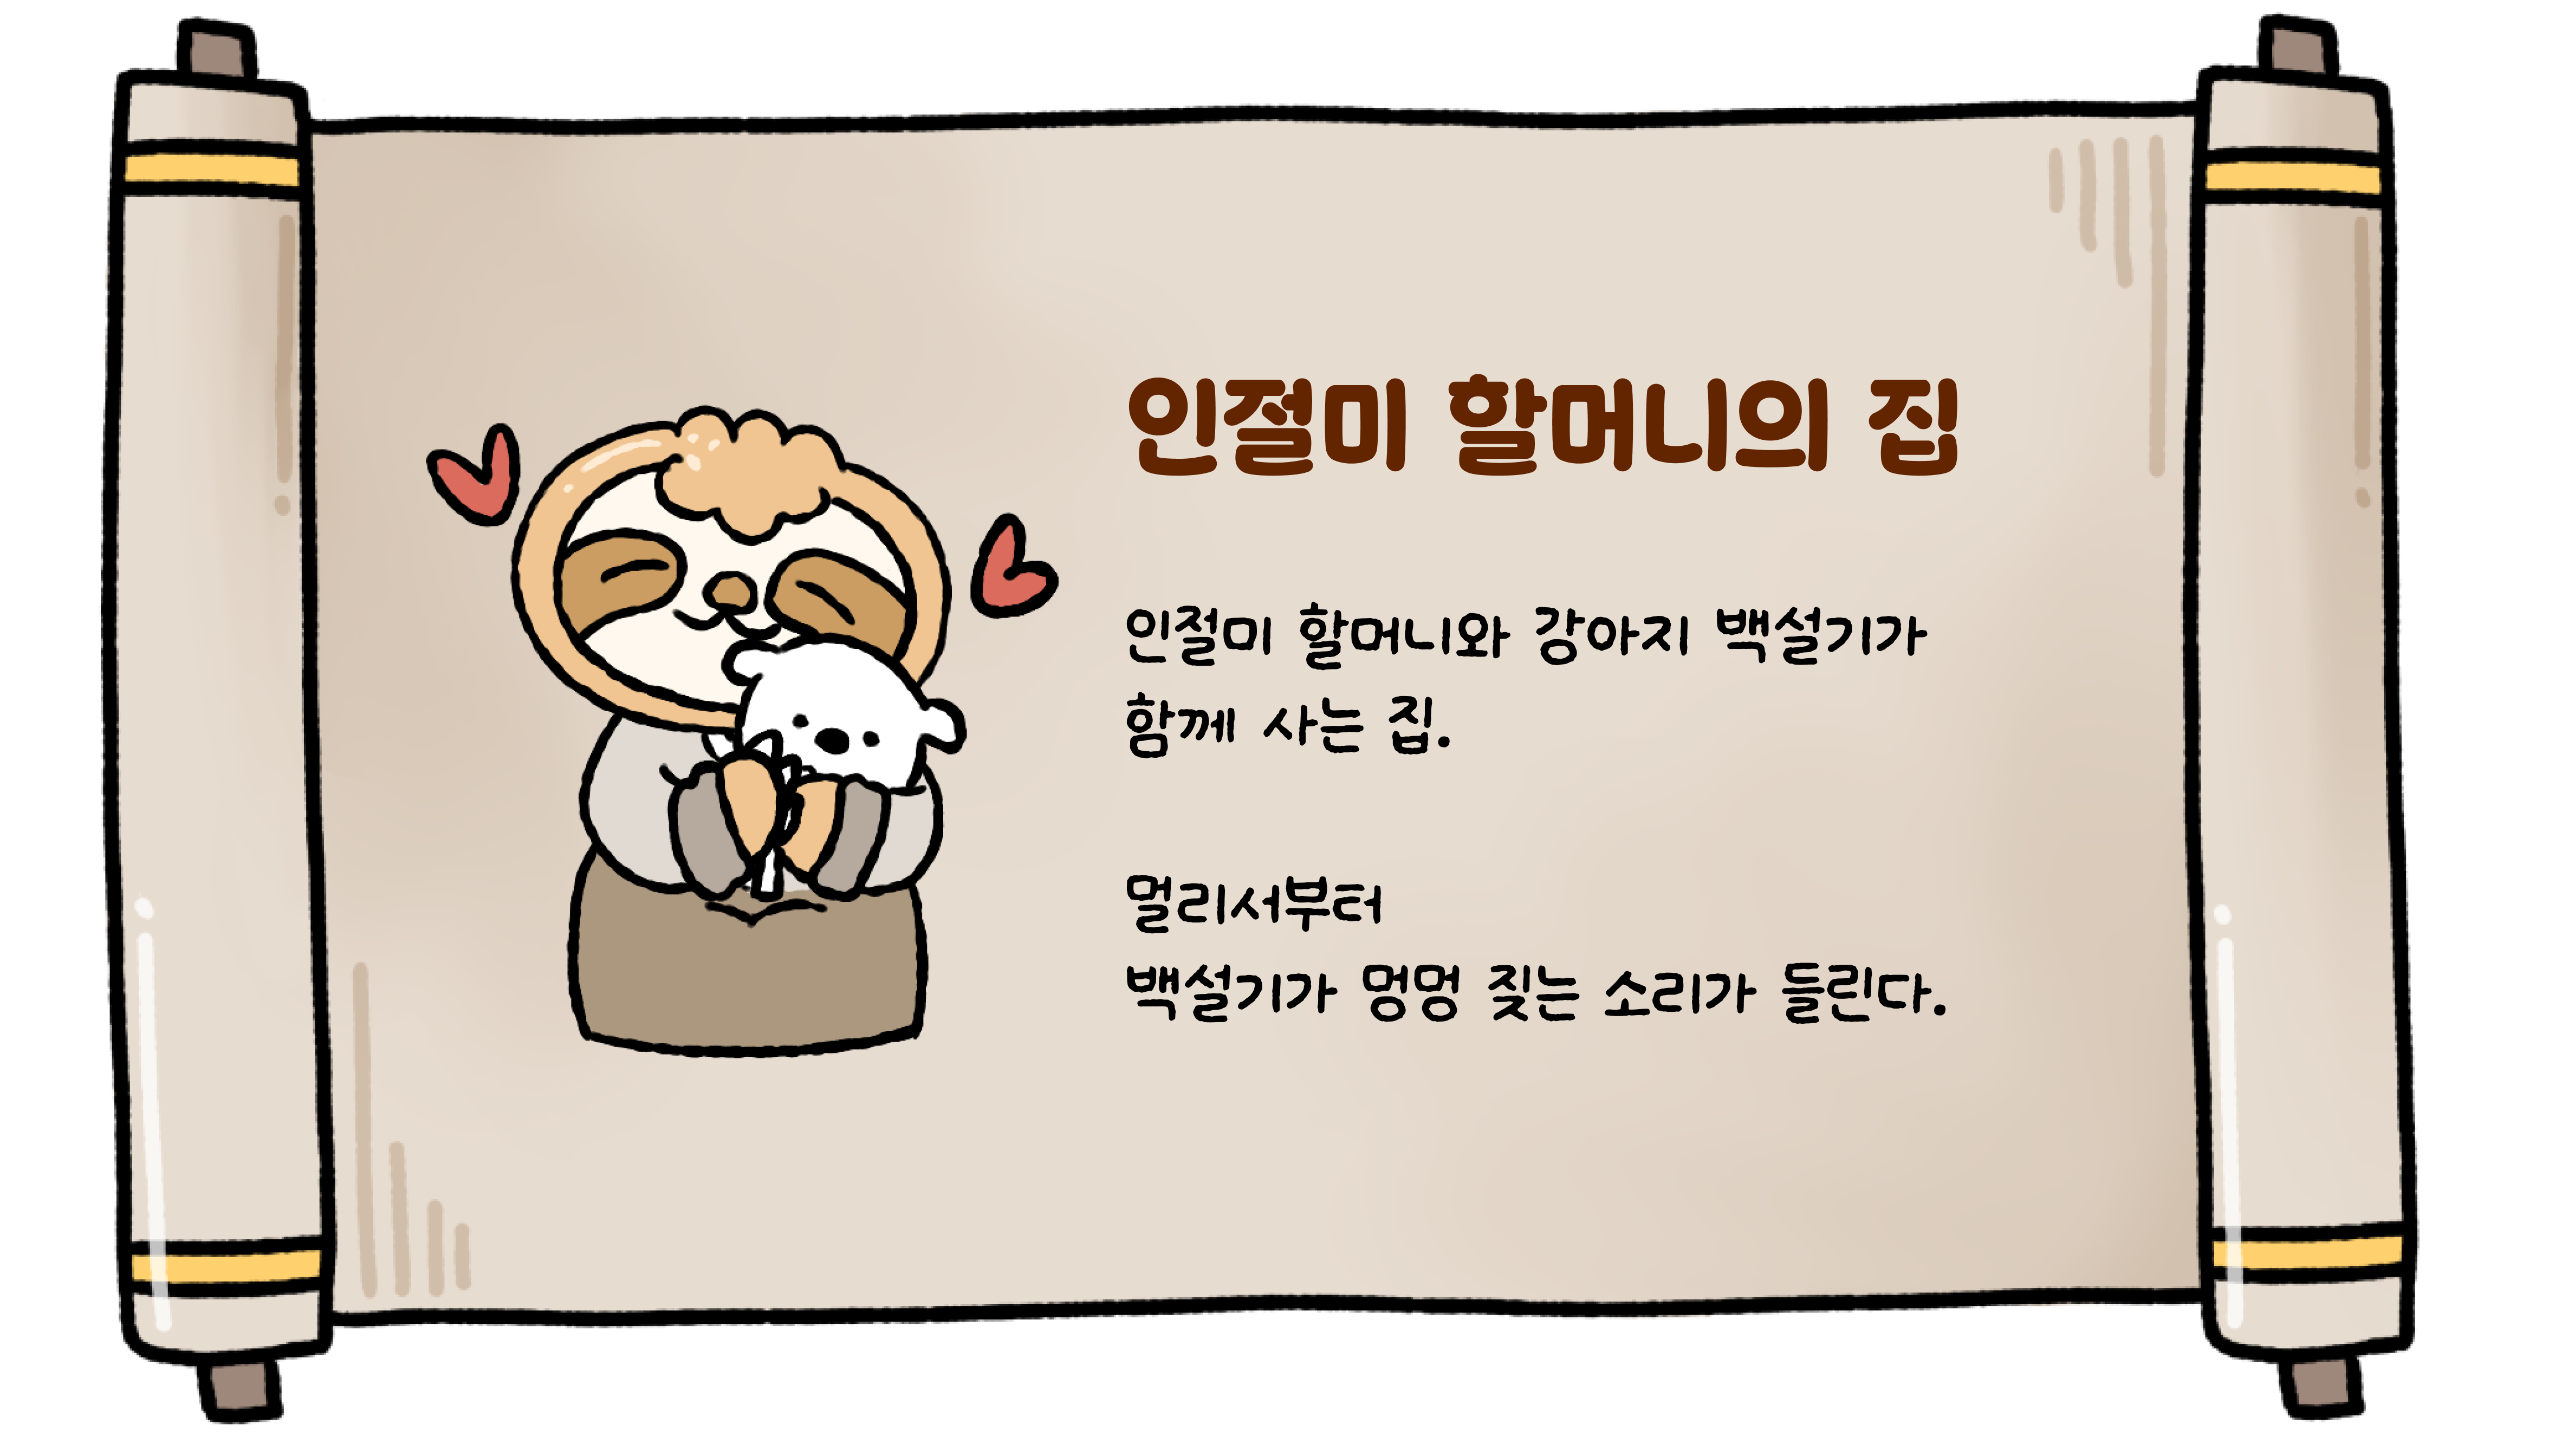 인절미 할머니의 집
인절미 할머니와 강아지 백설기가
함께 사는 집.
멀리서부터
백설기가 멍멍 짖는 소리가 들린다.